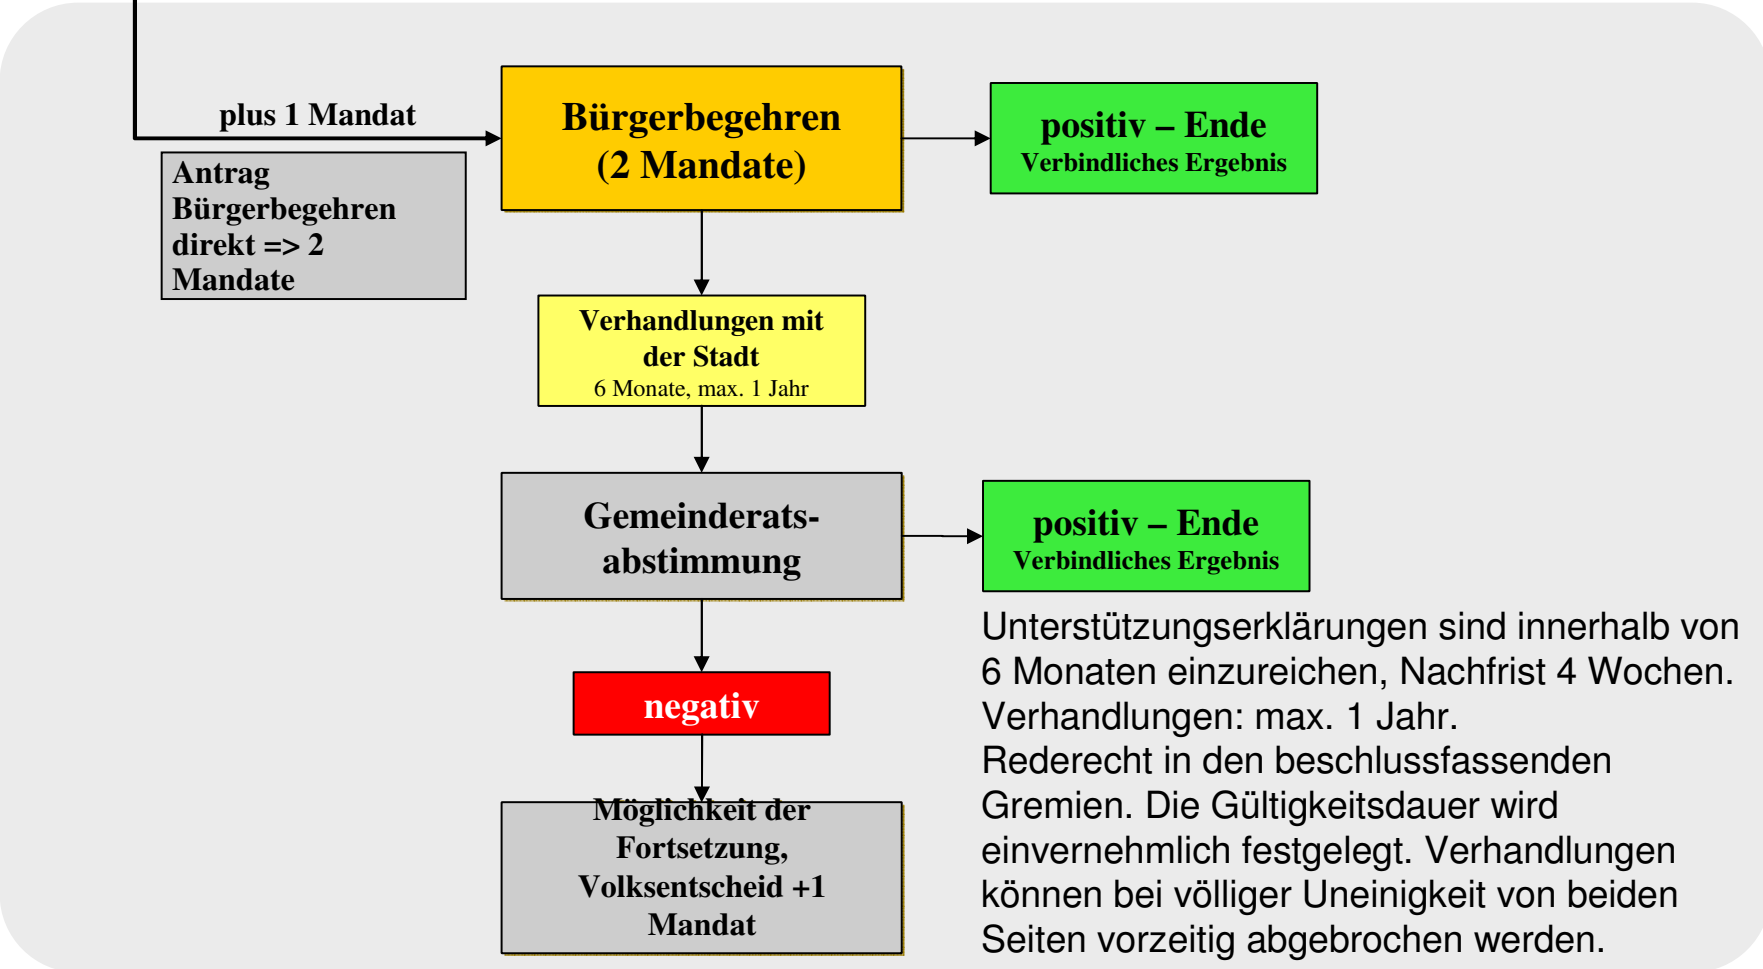 plus 1 Mandat
Antrag
Bürgerbegehren
direkt => 2
Mandate
Bürgerbegehren
(2 Mandate)
positiv – Ende
Verbindliches Ergebnis
Verhandlungen mit
der Stadt
6 Monate, max. 1 Jahr
Gemeinderats-
abstimmung
positiv – Ende
Verbindliches Ergebnis
negativ
Möglichkeit der
Fortsetzung,
Volksentscheid +1
Mandat
Unterstützungserklärungen sind innerhalb von
6 Monaten einzureichen, Nachfrist 4 Wochen.
Verhandlungen: max. 1 Jahr.
Rederecht in den beschlussfassenden
Gremien. Die Gültigkeitsdauer wird
einvernehmlich festgelegt. Verhandlungen
können bei völliger Uneinigkeit von beiden
Seiten vorzeitig abgebrochen werden.